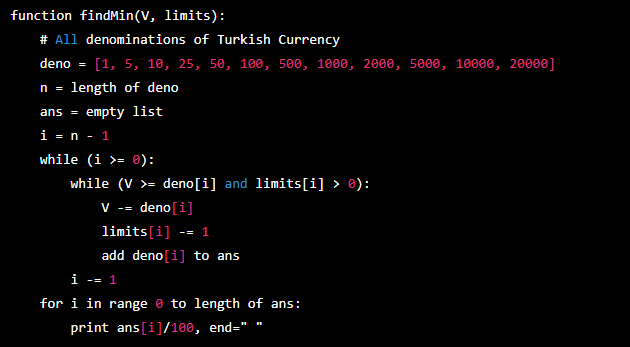 function findMin(V, limits):
# All denominations of Turkish Currency
deno = [1, 5, 10, 25, 50, 100, 500, 1000, 2000, 5000, 10000, 20000]
n = length of deno
ans = empty list
i = n - 1
while (i >= 0):
while (V >= deno[i] and limits[i] > 0):
V -= deno[i]
limits[i] -= 1
add deno[i] to ans
i -= 1
for i in range 0 to length of ans:
print ans[i]/100, end=" "